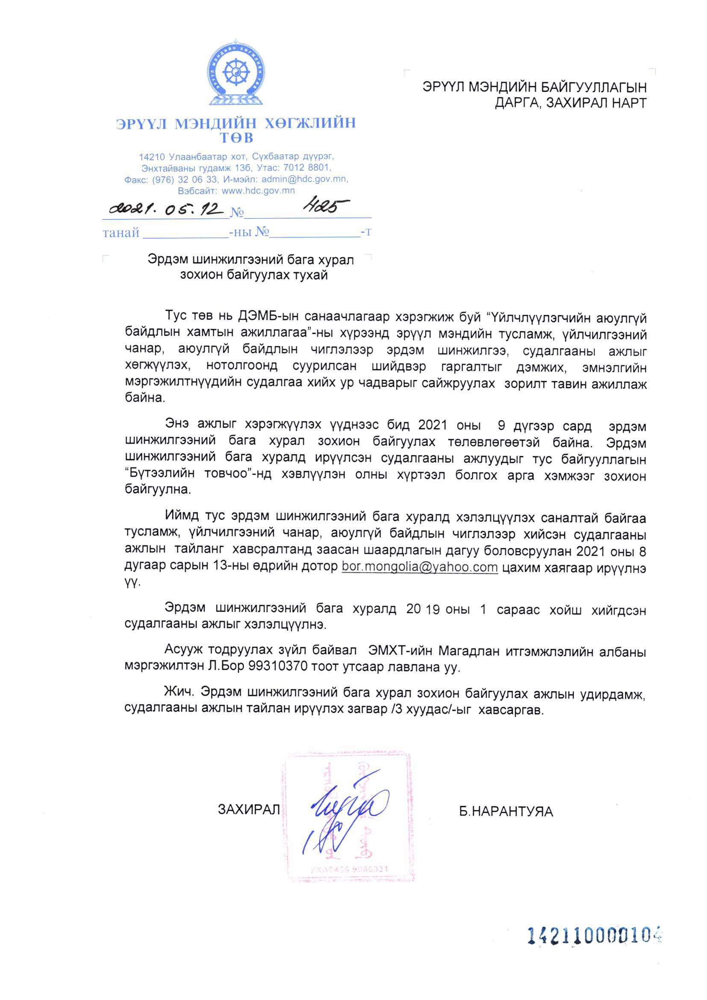 ЭРҮҮЛ МЭНДИЙН ХӨГЖЛИЙН ТӨВ
ЭРҮҮЛ МЭНДИЙН БАЙГУУЛЛАГЫН
ДАРГА, ЗАХИРАЛ НАРТ
ЭРҮҮЛ МЭНДИЙН ХӨГЖЛИЙН
ТӨВ
14210 Улаанбаатар хот, Сүхбаатар дүүрэг,
Энхтайваны гудамж 13б, Утас: 7012 8801,
Факс: (976) 32 06 33, И-мэйл: admin@hdc.gov.mn,
Вэбсайт: www.hdc.gov.mn
2021. 05. 12 № 425
танай ____________-ны №____________-т
Эрдэм шинжилгээний бага хурал
зохион байгуулах тухай
Тус төв нь ДЭМБ-ын санаачлагаар хэрэгжиж буй “Үйлчлүүлэгчийн аюулгүй
байдлын хамтын ажиллагаа”-ны хүрээнд эрүүл мэндийн тусламж, үйлчилгээний
чанар, аюулгүй байдлын чиглэлээр эрдэм шинжилгээ, судалгааны ажлыг
хөгжүүлэх, нотолгоонд суурилсан шийдвэр гаргалтыг дэмжих, эмнэлгийн
мэргэжилтнүүдийн судалгаа хийх ур чадварыг сайжруулах зорилт тавин ажиллаж
байна.
Энэ ажлыг хэрэгжүүлэх үүднээс бид 2021 оны 9 дүгээр сард эрдэм
шинжилгээний бага хурал зохион байгуулах төлөвлөгөөтэй байна. Эрдэм
шинжилгээний бага хуралд ирүүлсэн судалгааны ажлуудыг тус байгууллагын
“Бүтээлийн товчоо”-нд хэвлүүлэн олны хүртээл болгох арга хэмжээг зохион
байгуулна.
Иймд тус эрдэм шинжилгээний бага хуралд хэлэлцүүлэх саналтай байгаа
тусламж, үйлчилгээний чанар, аюулгүй байдлын чиглэлээр хийсэн судалгааны
ажлын тайланг хавсралтанд заасан шаардлагын дагуу боловсруулан 2021 оны 8
дугаар сарын 13-ны өдрийн дотор bor.mongolia@yahoo.com цахим хаягаар ирүүлнэ
үү.
Эрдэм шинжилгээний бага хуралд 2019 оны 1 сараас хойш хийгдсэн
судалгааны ажлыг хэлэлцүүлнэ.
Асууж тодруулах зүйл байвал ЭМХТ-ийн Магадлан итгэмжлэлийн албаны
мэргэжилтэн Л.Бор 99310370 тоот утсаар лавлана уу.
Жич. Эрдэм шинжилгээний бага хурал зохион байгуулах ажлын удирдамж,
судалгааны ажлын тайлан ирүүлэх загвар /3 хуудас/-ыг хавсаргав.
ЗАХИРАЛ
Б.НАРАНТУЯА
142110000104